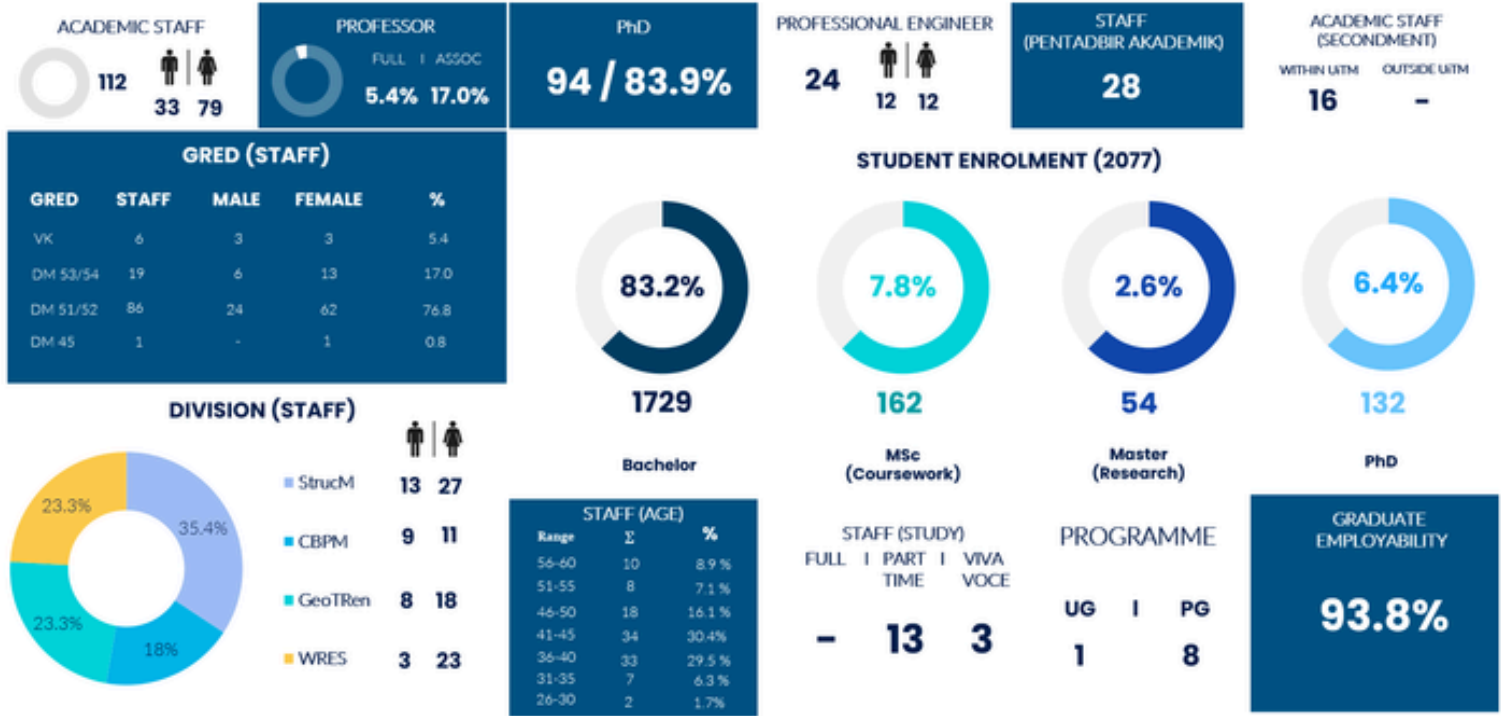 ACADEMIC STAFF
112
33 79
PROFESSOR
FULL | ASSOC
5.4% 17.0%
PhD
94 / 83.9%
PROFESSIONAL ENGINEER
24
12 12
STAFF
(PENTADBIR AKADEMIK)
28
ACADEMIC STAFF
(SECONDMENT)
WITHIN UiTM OUTSIDE UiTM
16 -
GRED (STAFF)
GRED STAFF MALE FEMALE %
VK 6 3 3 5.4
DM 53/54 19 6 13 17.0
DM 51/52 86 24 62 76.8
DM 45 1 - 1 0.8
STUDENT ENROLMENT (2077)
83.2%
1729
Bachelor
7.8%
162
MSc
(Coursework)
2.6%
54
Master
(Research)
6.4%
132
PhD
DIVISION (STAFF)
35.4%
18%
23.3%
23.3%
StrucM 13 27
CBPM 9 11
GeoTRen 8 18
WRES 3 23
STAFF (AGE)
Range Σ %
56-60 10 8.9 %
51-55 8 7.1 %
46-50 18 16.1 %
41-45 34 30.4%
36-40 33 29.5 %
31-35 7 6.3 %
26-30 2 1.7%
STAFF (STUDY)
FULL | PART | VIVA
TIME VOCE
- 13 3
PROGRAMME
UG | PG
1 8
GRADUATE
EMPLOYABILITY
93.8%